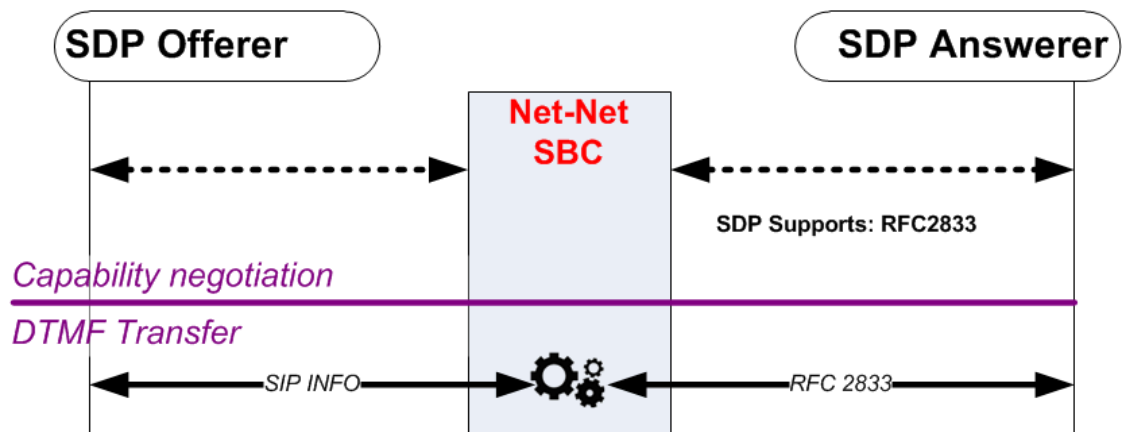 SDP Offerer
SDP Answerer
Net-Net
SBC
SDP Supports: RFC2833
Capability negotiation
DTMF Transfer
SIP INFO
RFC 2833